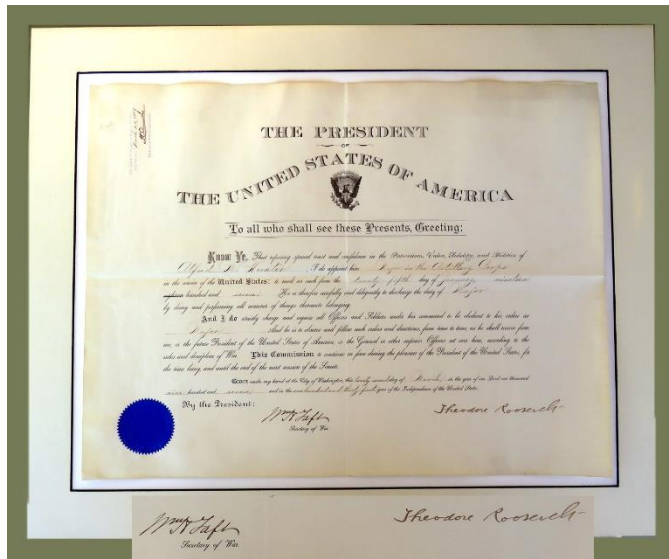 THE PRESIDENT
OF
THE UNITED STATES OF AMERICA
To all who shall see these Presents, Greeting:
Know Ye, That reposing special trust and confidence in the Patriotism, Valor, Fidelity, and Abilities of
Alfred M. Hunter I do appoint him Major in the Artillery Corps
in the service of the United States: to rank as such from the twenty fifth day of January nineteen
hundred and seven. He is therefore carefully and diligently to discharge the duty of Major
by doing and performing all manner of things thereunto belonging.
And I do strictly charge and require all Officers and Soldiers under his command to be obedient to his orders as
Major. And he is to observe and follow such orders and directions, from time to time, as he shall receive from
me, or the future President of the United States of America, or the General or other superior Officers set over him, according to the
rules and discipline of War. This Commission to continue in force during the pleasure of the President of the United States, for
the time being, and until the end of the next session of the Senate.
Given under my hand at the City of Washington, this day of March in the year of our Lord one thousand
nine hundred and seven and in the one hundred and thirty first year of the Independence of the United States.
By the President:
Wm H Taft
Theodore Roosevelt
Secretary of War.
Wm H Taft
Theodore Roosevelt
Secretary of War.